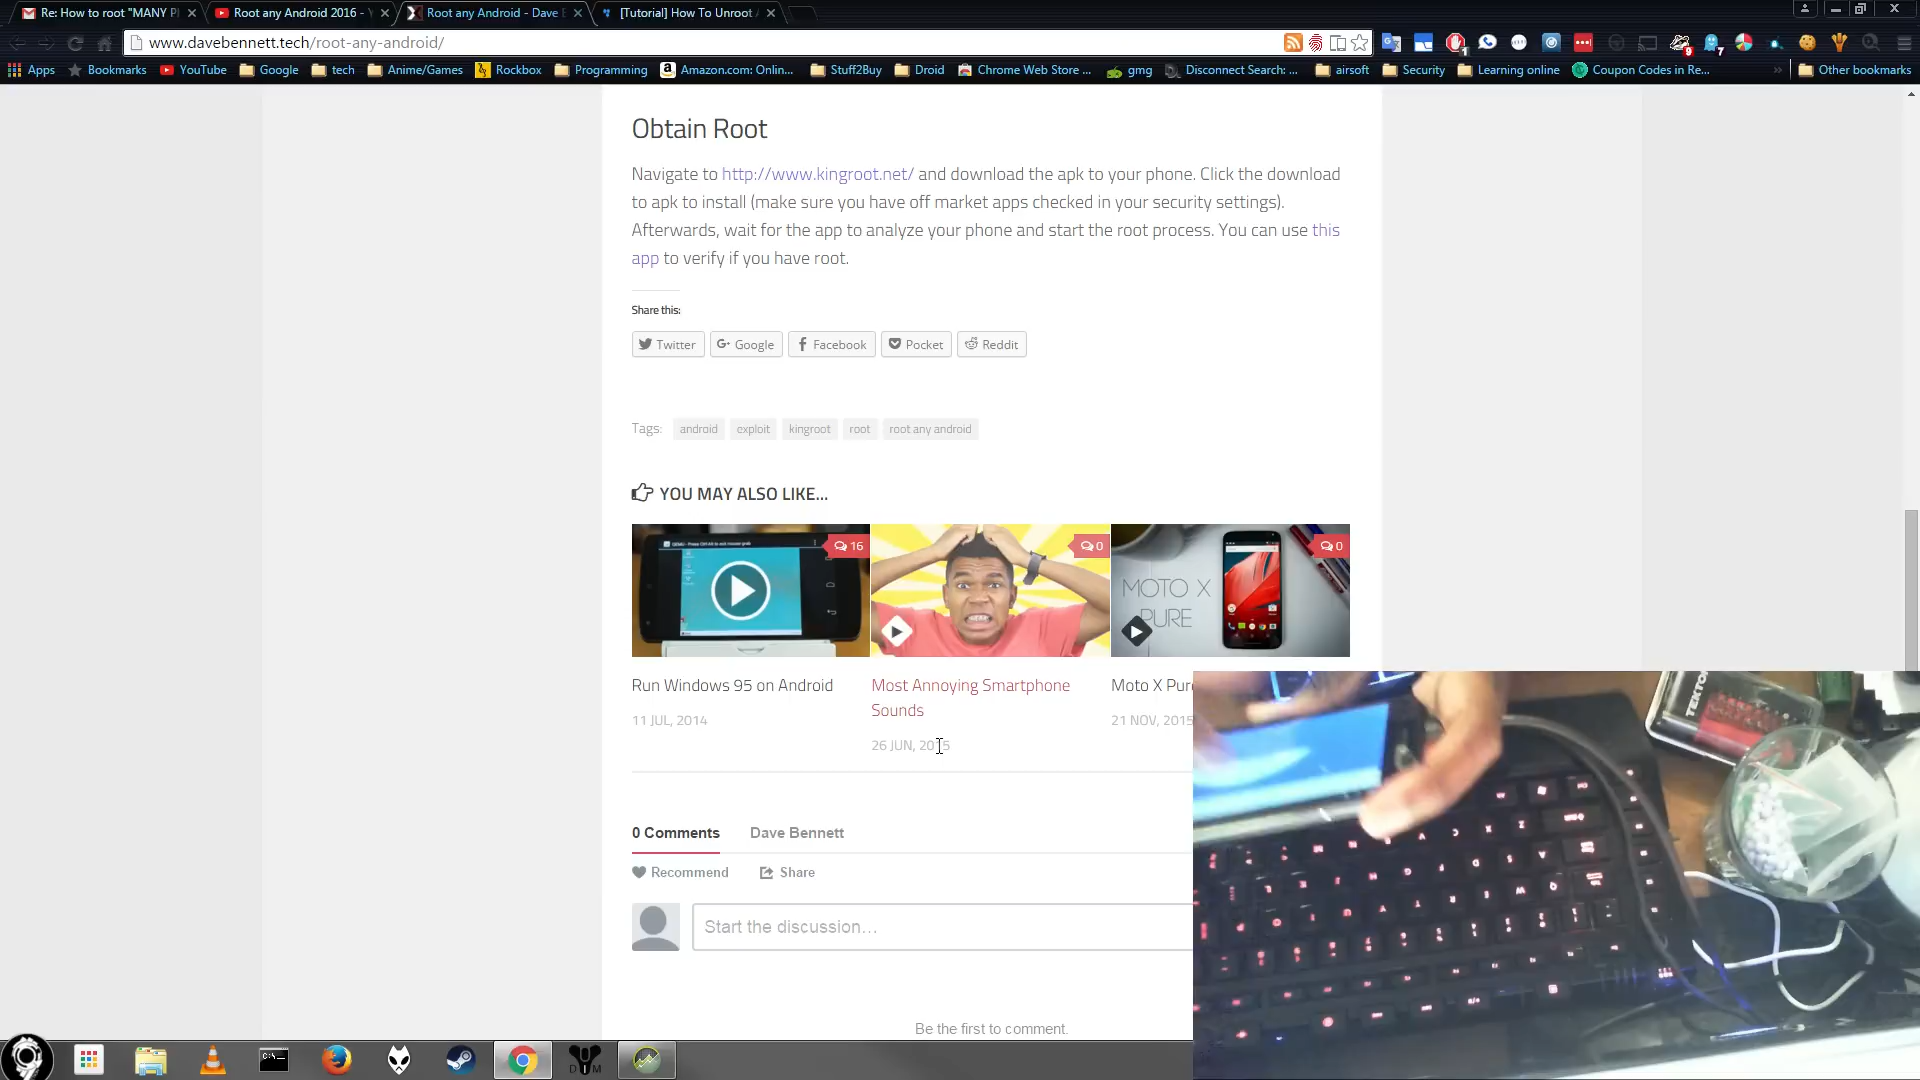 Re: How to root "MANY P
Root any Android 2016 - Y
Root any Android - Dave B
[Tutorial] How To Unroot A
www.davebennett.tech/root-any-android/
Apps
Bookmarks
YouTube
Google
tech
Anime/Games
Rockbox
Programming
Amazon.com: Onlin...
Stuff2Buy
Droid
Chrome Web Store ...
gmg
Disconnect Search: ...
airsoft
Security
Learning online
Coupon Codes in Re...
»
Other bookmarks
Obtain Root
Navigate to http://www.kingroot.net/ and download the apk to your phone. Click the download
to apk to install (make sure you have off market apps checked in your security settings).
Afterwards, wait for the app to analyze your phone and start the root process. You can use this
app to verify if you have root.
Share this:
Twitter
Google
Facebook
Pocket
Reddit
Tags:
android
exploit
kingroot
root
root any android
YOU MAY ALSO LIKE...
16
0
0
MOTO X
PURE
Run Windows 95 on Android
Most Annoying Smartphone
Sounds
Moto X Pur
11 JUL, 2014
26 JUN, 2015
21 NOV, 2015
0 Comments
Dave Bennett
Recommend
Share
Start the discussion...
Be the first to comment.